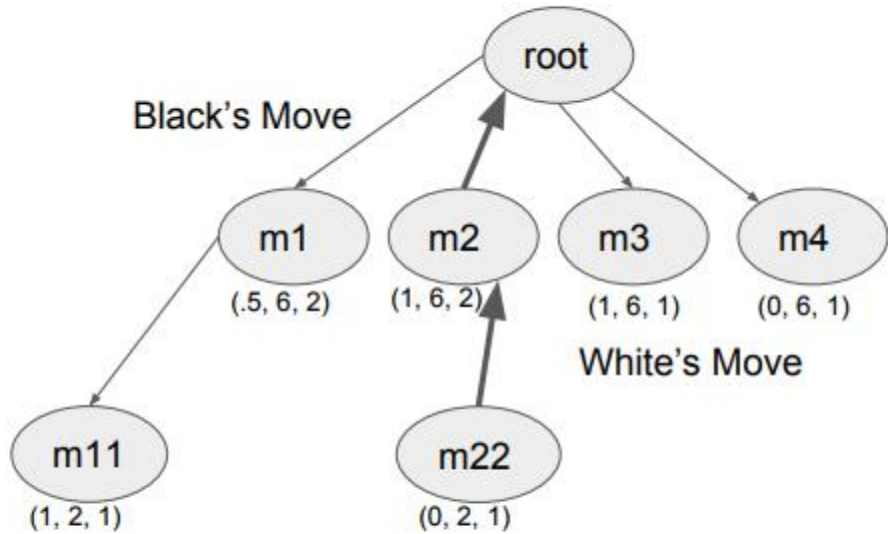 root
Black's Move
m1
m2
m3
m4
(.5, 6, 2)
(1, 6, 2)
(1, 6, 1)
(0, 6, 1)
White's Move
m11
m22
(1, 2, 1)
(0, 2, 1)